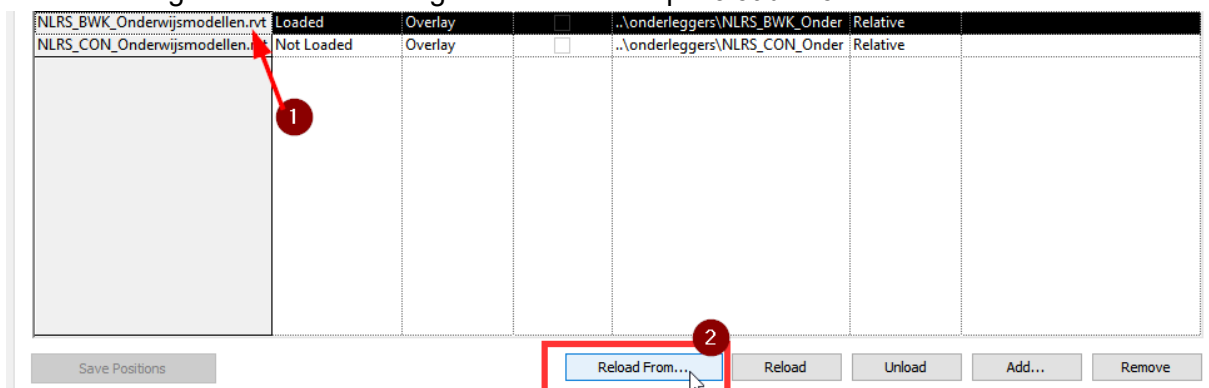 NLRS_BWK_Onderwijsmodellen.rvt Loaded Overlay ..\onderleggers\NLRS_BWK_Onder Relative
NLRS_CON_Onderwijsmodellen.rvt Not Loaded Overlay ..\onderleggers\NLRS_CON_Onder Relative
1
2
Save Positions Reload From... Reload Unload Add... Remove